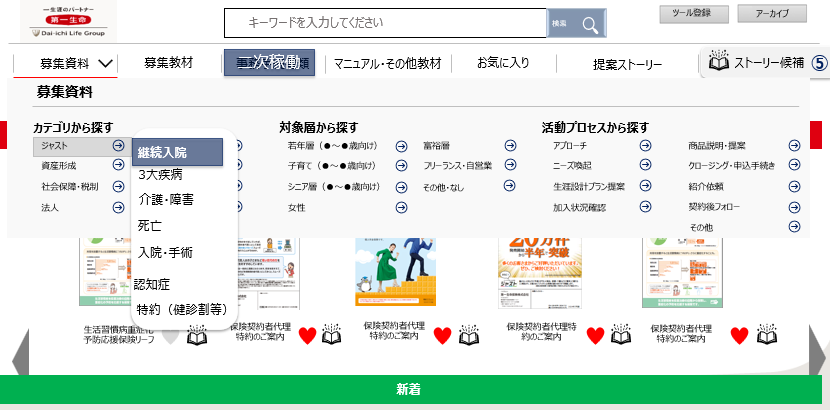 一生涯のパートナー
第一生命
Dai-ichi Life Group
キーワードを入力してください
検索
ツール登録
アーカイブ
募集資料
募集教材
一次稼働
マニュアル・その他教材
お気に入り
提案ストーリー
ストーリー候補
⑤
募集資料
カテゴリから探す
ジャスト
資産形成
社会保障・税制
法人
継続入院
3大疾病
介護・障害
死亡
入院・手術
認知症
特約（健診割等）
対象層から探す
若年層（●～●歳向け）
子育て（●～●歳向け）
シニア層（●～●歳向け）
女性
富裕層
フリーランス・自営業
その他・なし
活動プロセスから探す
アプローチ
ニーズ喚起
生涯設計プラン提案
加入状況確認
商品説明・提案
クロージング・申込手続き
紹介依頼
契約後フォロー
その他
20万件
半年・突破
ジャスト
生活習慣病重症化
予防応援保険リーフ
保険契約者代理
特約のご案内
保険契約者代理
特約のご案内
保険契約者代理特
約のご案内
保険契約者代理
特約のご案内
新着